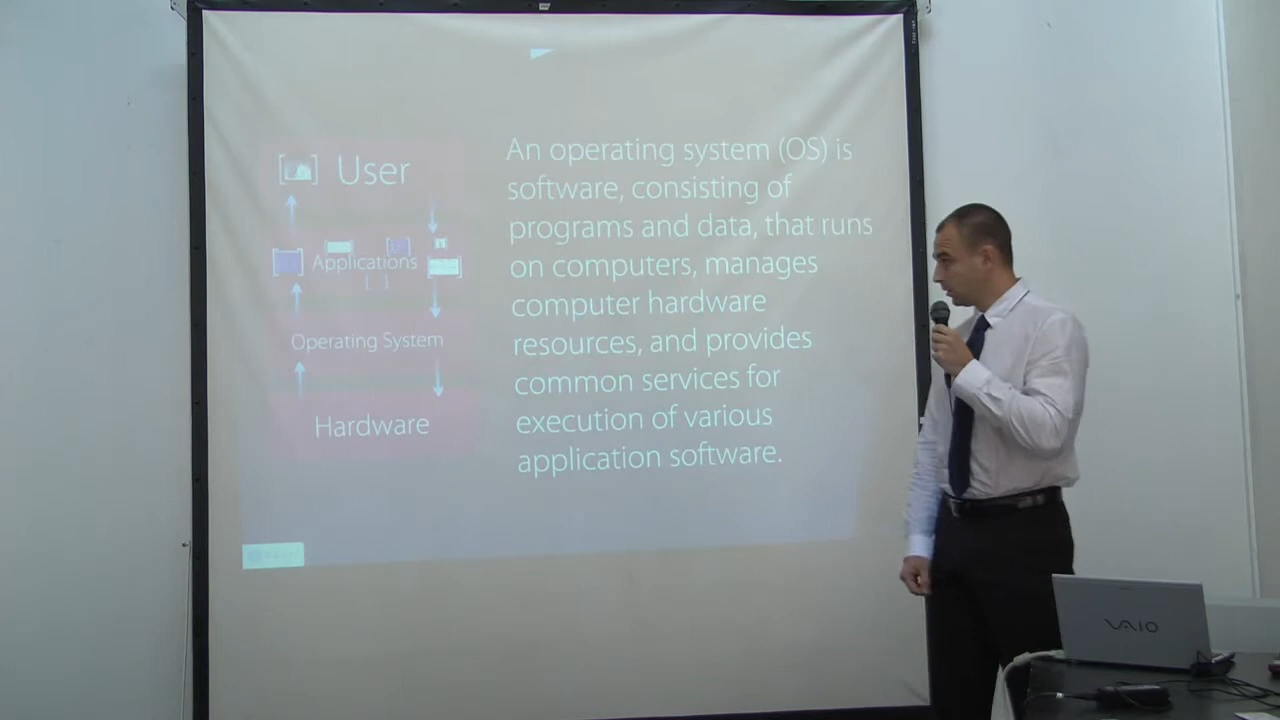 User
Applications
Operating System
Hardware
An operating system (OS) is
software, consisting of
programs and data, that runs
on computers, manages
computer hardware
resources, and provides
common services for
execution of various
application software.
VAIO